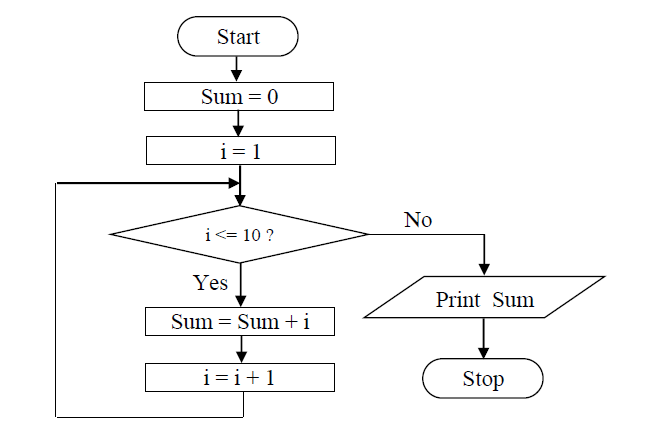 Start
Sum = 0
i = 1
i <= 10 ?
No
Yes
Print Sum
Sum = Sum + i
i = i + 1
Stop